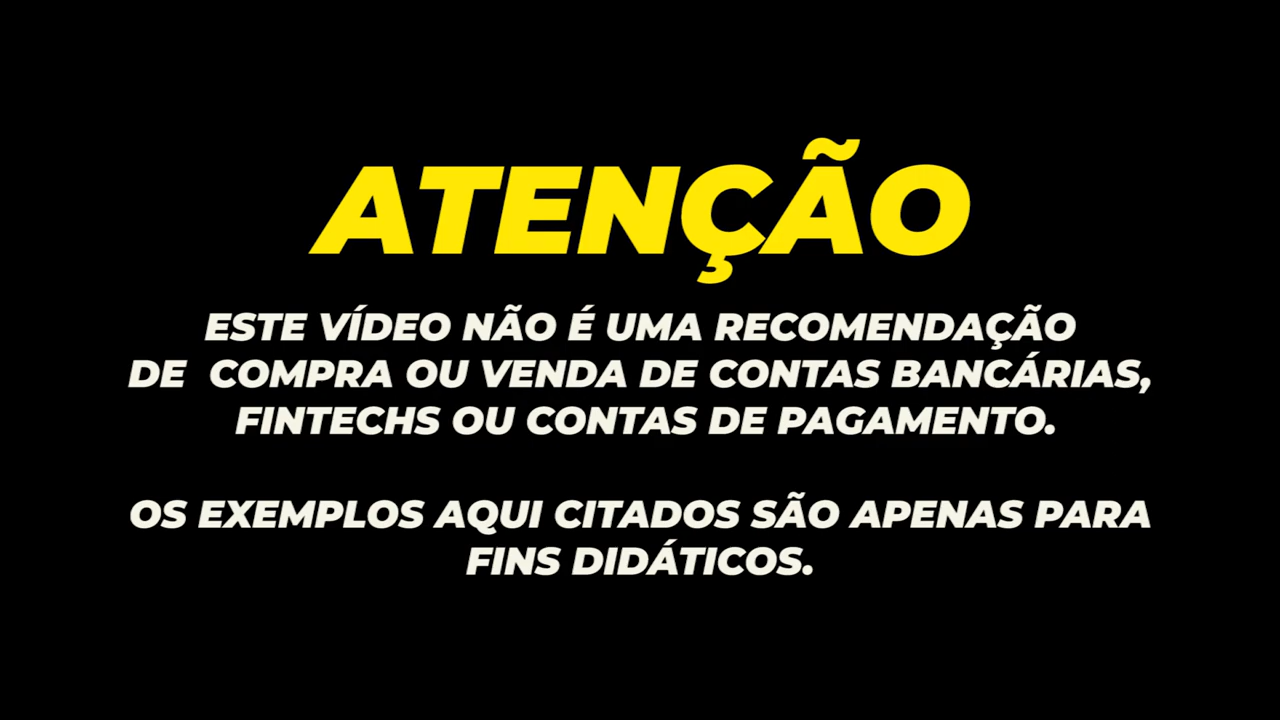 ATENÇÃO
ESTE VÍDEO NÃO É UMA RECOMENDAÇÃO
DE COMPRA OU VENDA DE CONTAS BANCÁRIAS,
FINTECHS OU CONTAS DE PAGAMENTO.
OS EXEMPLOS AQUI CITADOS SÃO APENAS PARA
FINS DIDÁTICOS.